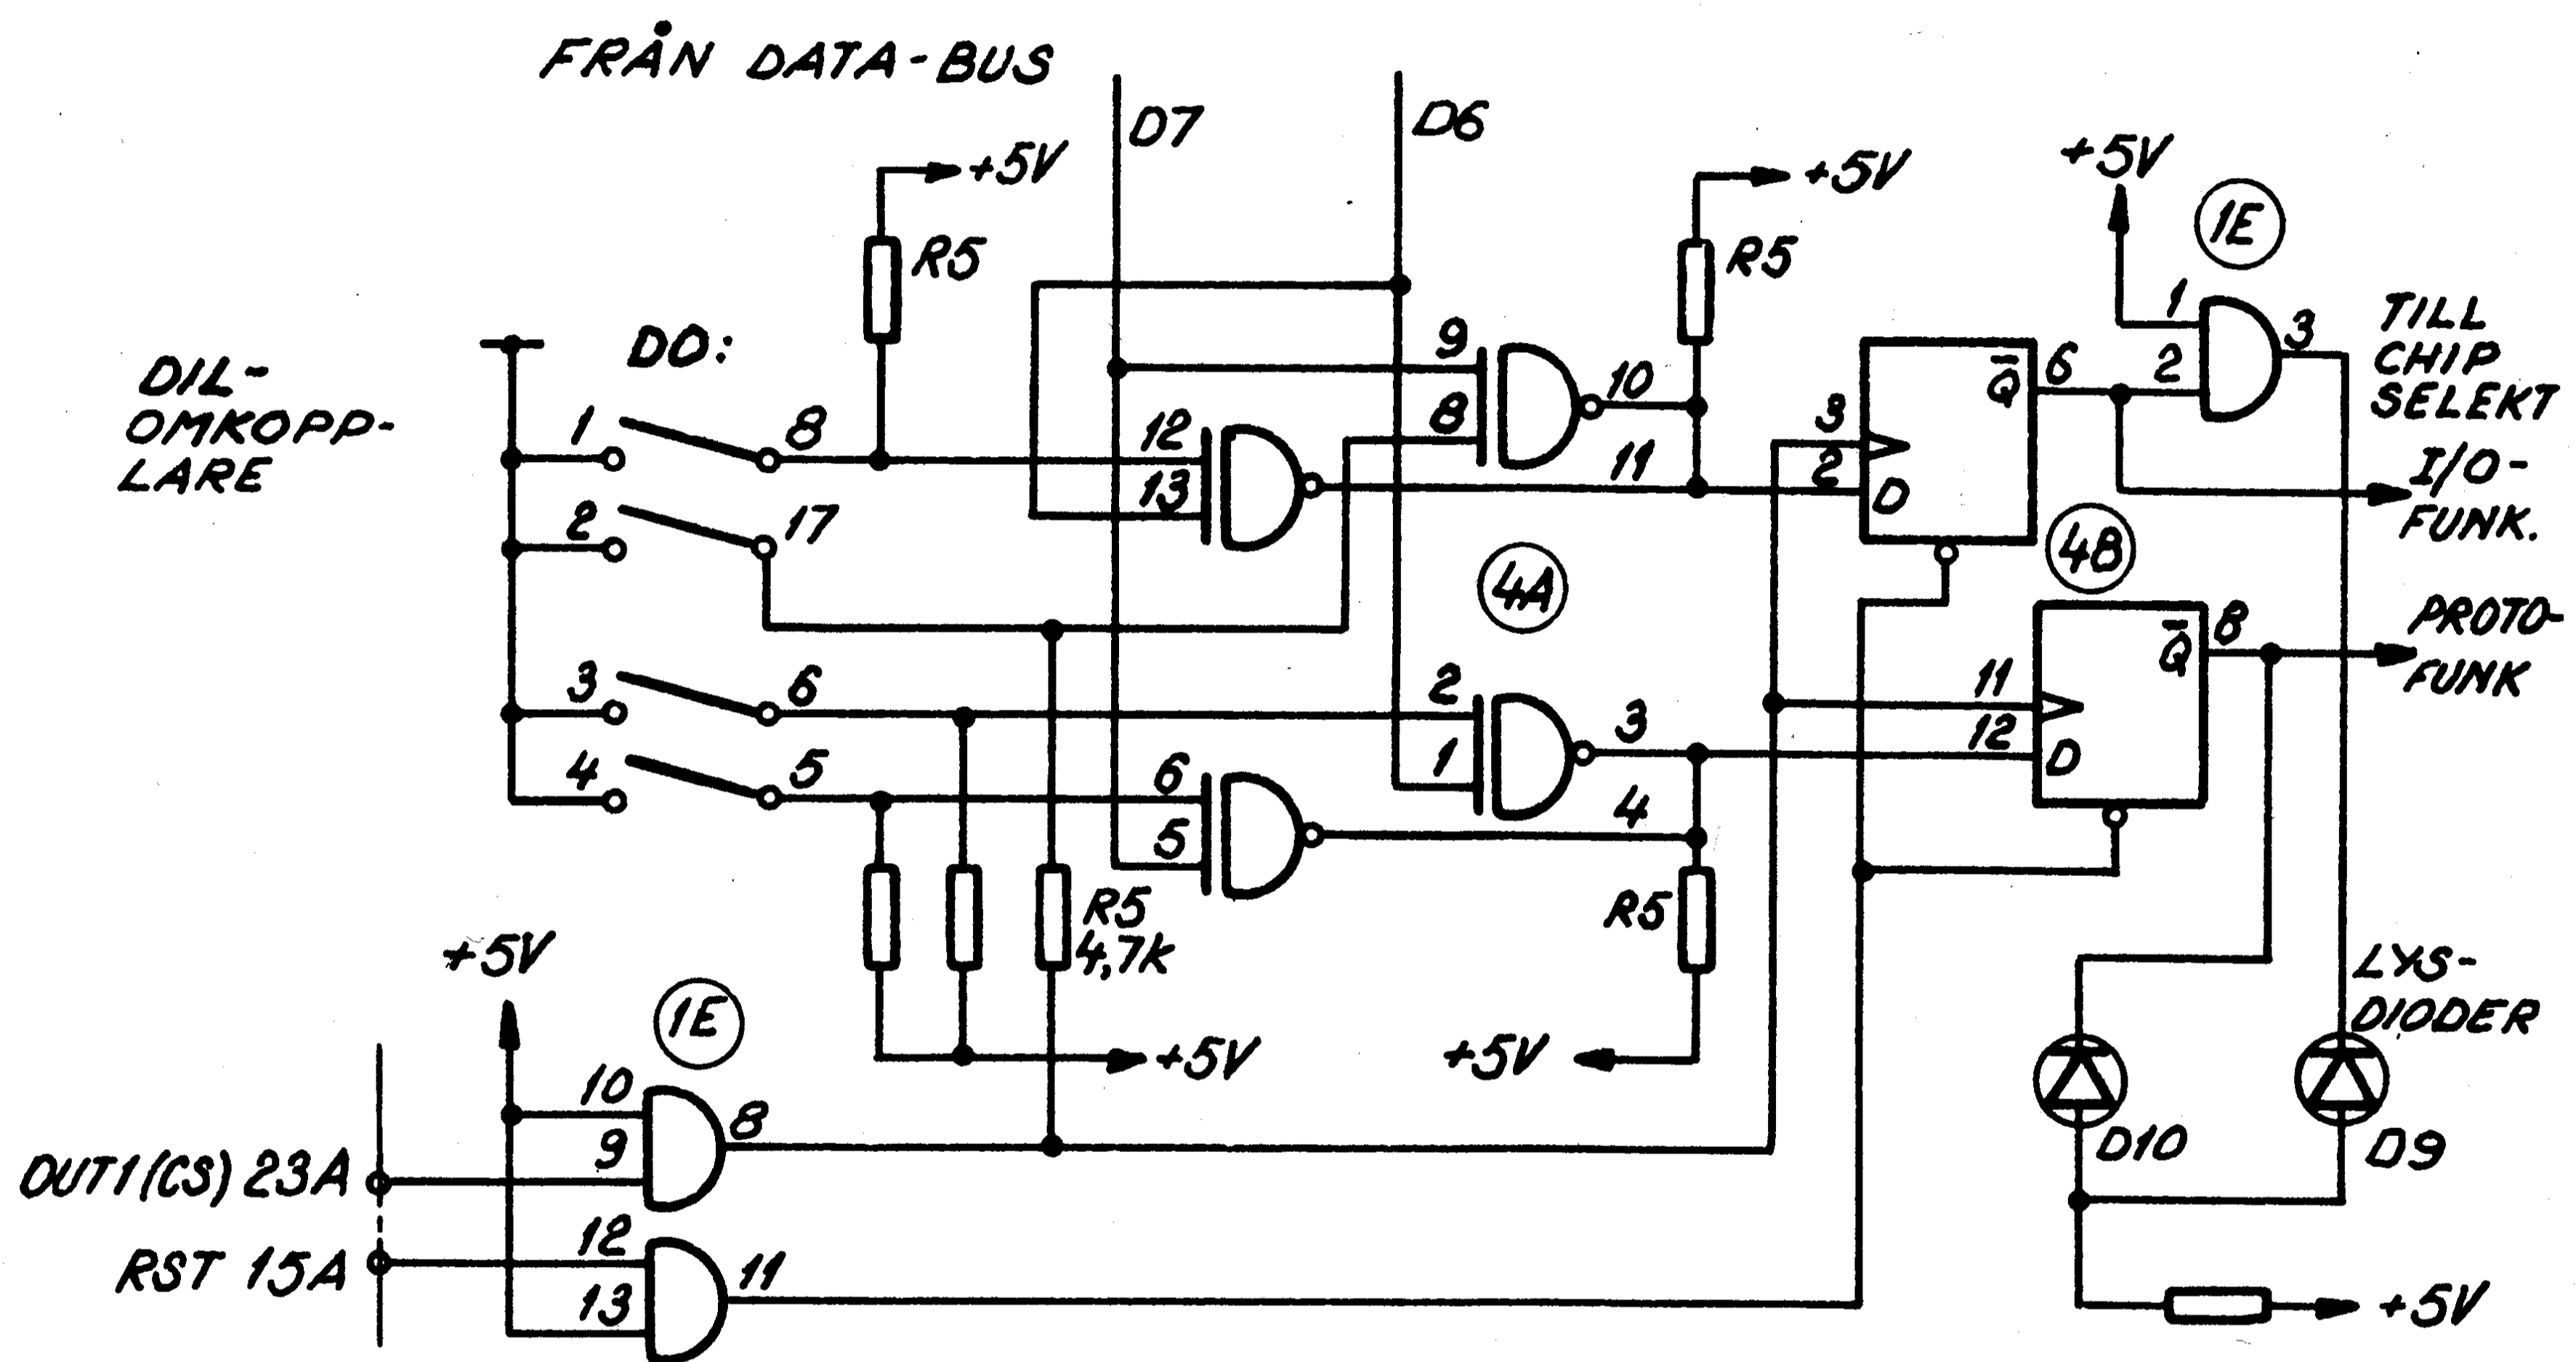 FRÅN DATA-BUS
D7
D6
+5V
+5V
+5V
1E
R5
R5
DIL-
OMKOPP-
LARE
DO:
1
8
2
17
3
6
4
5
12
13
9
8
10
11
4A
2
1
3
6
5
4
3
2
D
Q̅
6
1
2
3
TILL
CHIP
SELEKT
I/O-
FUNK.
4B
11
12
D
Q̅
8
PROTO-
FUNK
R5
4,7K
R5
+5V
+5V
+5V
1E
10
9
8
OUT1(CS) 23A
12
13
11
RST 15A
LYS-
DIODER
D10
D9
+5V